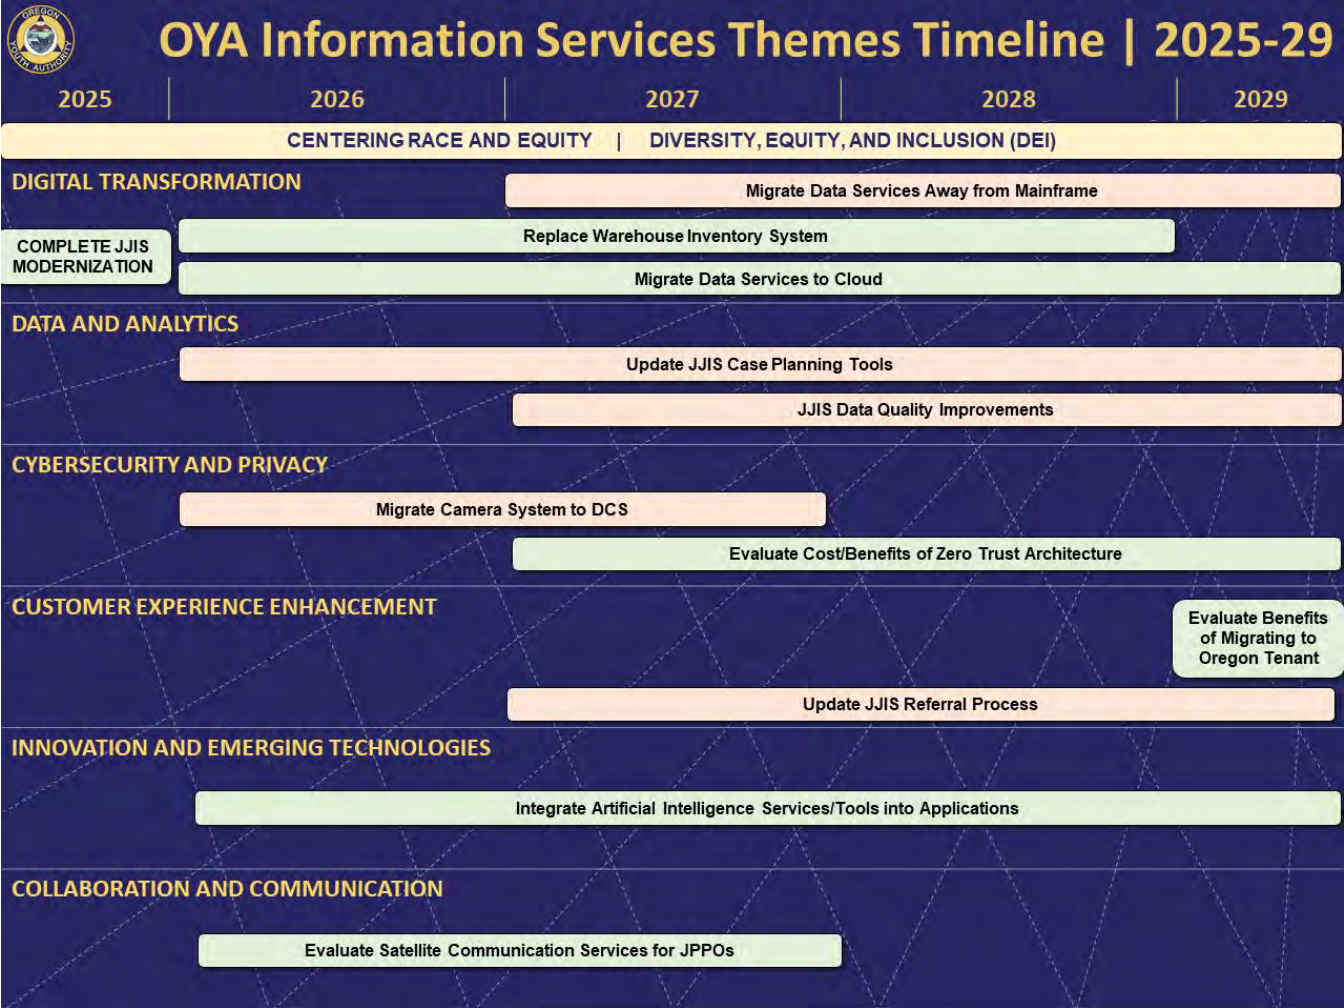 OREGON
YOUTH AUTHORITY
OYA Information Services Themes Timeline | 2025-29
2025 2026 2027 2028 2029
CENTERING RACE AND EQUITY | DIVERSITY, EQUITY, AND INCLUSION (DEI)
DIGITAL TRANSFORMATION
Migrate Data Services Away from Mainframe
Replace Warehouse Inventory System
COMPLETE JJIS
MODERNIZATION
Migrate Data Services to Cloud
DATA AND ANALYTICS
Update JJIS Case Planning Tools
JJIS Data Quality Improvements
CYBERSECURITY AND PRIVACY
Migrate Camera System to DCS
Evaluate Cost/Benefits of Zero Trust Architecture
CUSTOMER EXPERIENCE ENHANCEMENT
Evaluate Benefits
of Migrating to
Oregon Tenant
Update JJIS Referral Process
INNOVATION AND EMERGING TECHNOLOGIES
Integrate Artificial Intelligence Services/Tools into Applications
COLLABORATION AND COMMUNICATION
Evaluate Satellite Communication Services for JPPOs